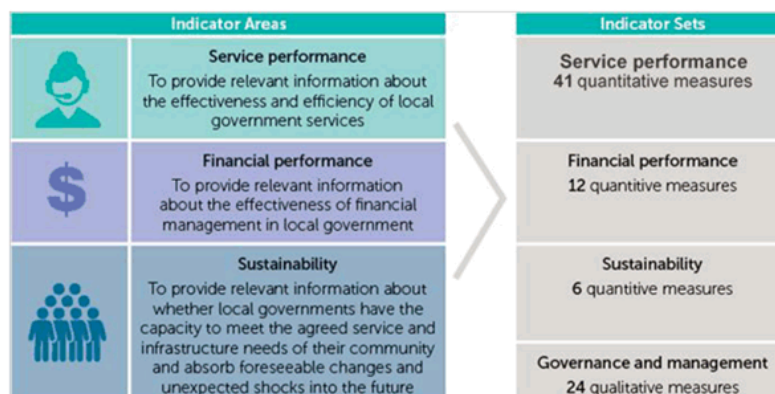 Indicator Areas
Service performance
To provide relevant information about
the effectiveness and efficiency of local
government services
$
Financial performance
To provide relevant information
about the effectiveness of financial
management in local government
Sustainability
To provide relevant information about
whether local governments have the
capacity to meet the agreed service and
infrastructure needs of their community
and absorb foreseeable changes and
unexpected shocks into the future
Indicator Sets
Service performance
41 quantitative measures
Financial performance
12 quantitive measures
Sustainability
6 quantitive measures
Governance and management
24 qualitative measures